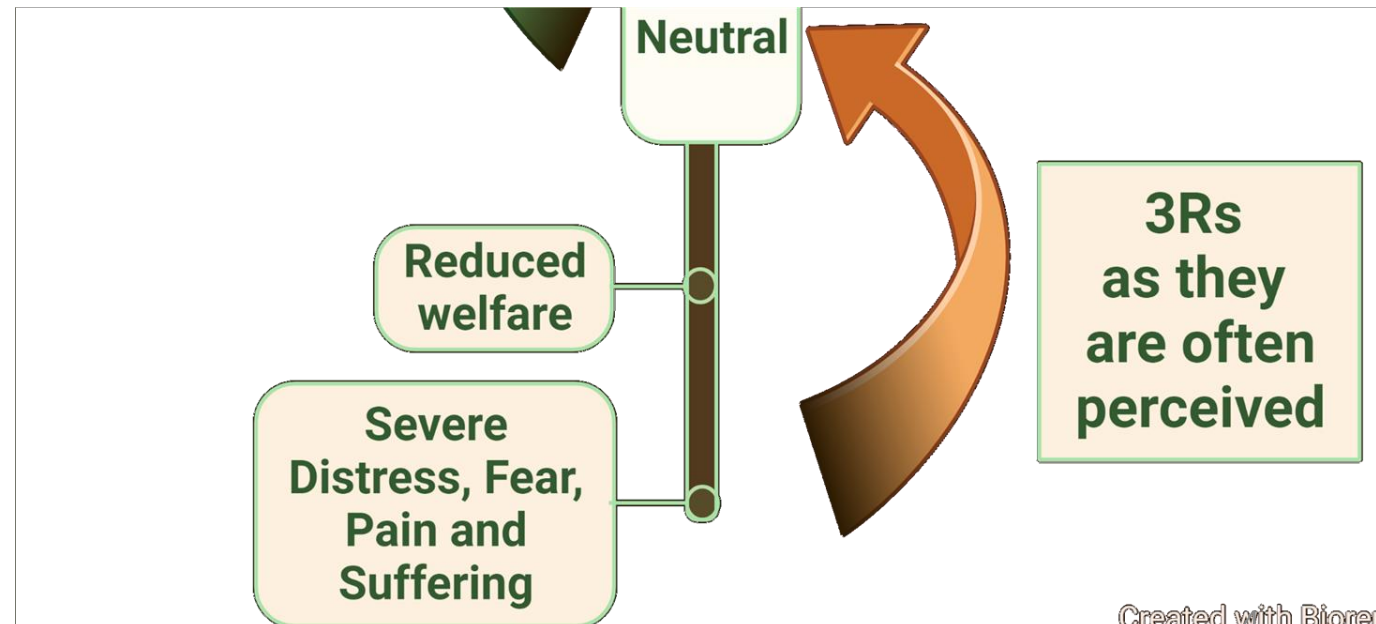 Neutral
Reduced
welfare
3Rs
as they
are often
perceived
Severe
Distress, Fear,
Pain and
Suffering
Created with